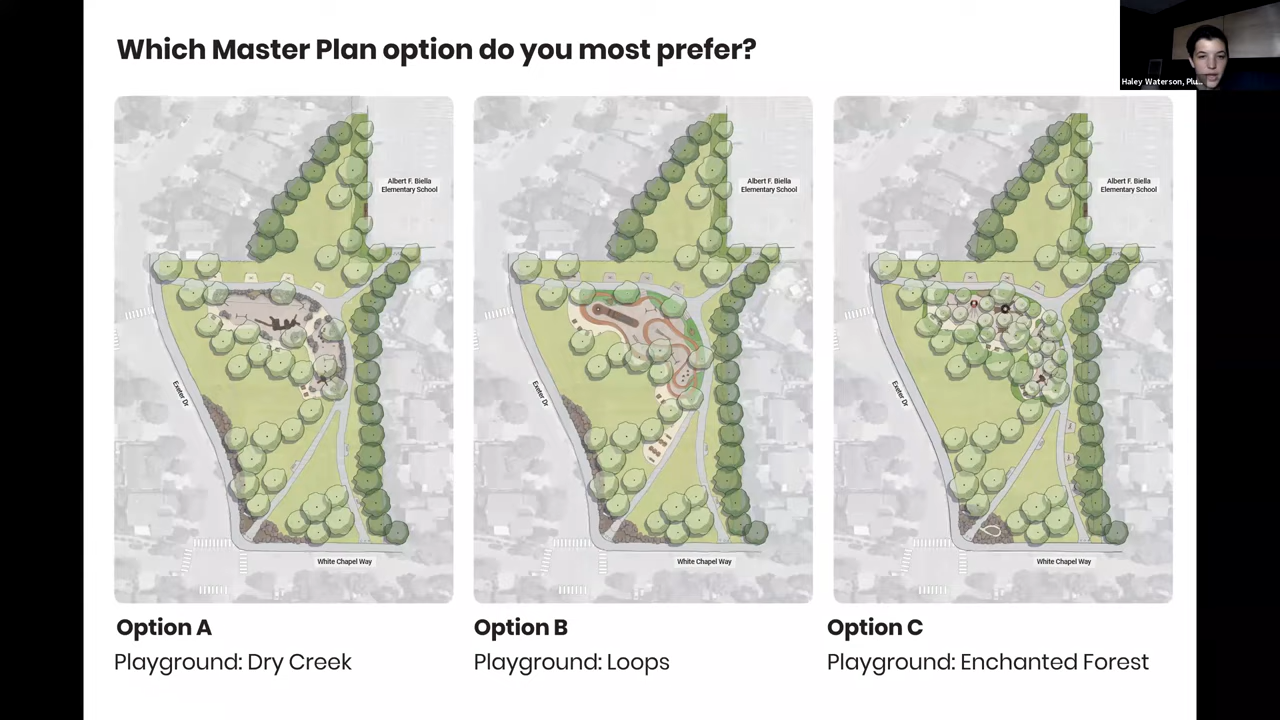 Which Master Plan option do you most prefer?
Haley Waterson, Plu...
Albert F. Biella
Elementary School
Exeter Dr
White Chapel Way
Albert F. Biella
Elementary School
Exeter Dr
White Chapel Way
Albert F. Biella
Elementary School
Exeter Dr
White Chapel Way
Option A
Playground: Dry Creek
Option B
Playground: Loops
Option C
Playground: Enchanted Forest